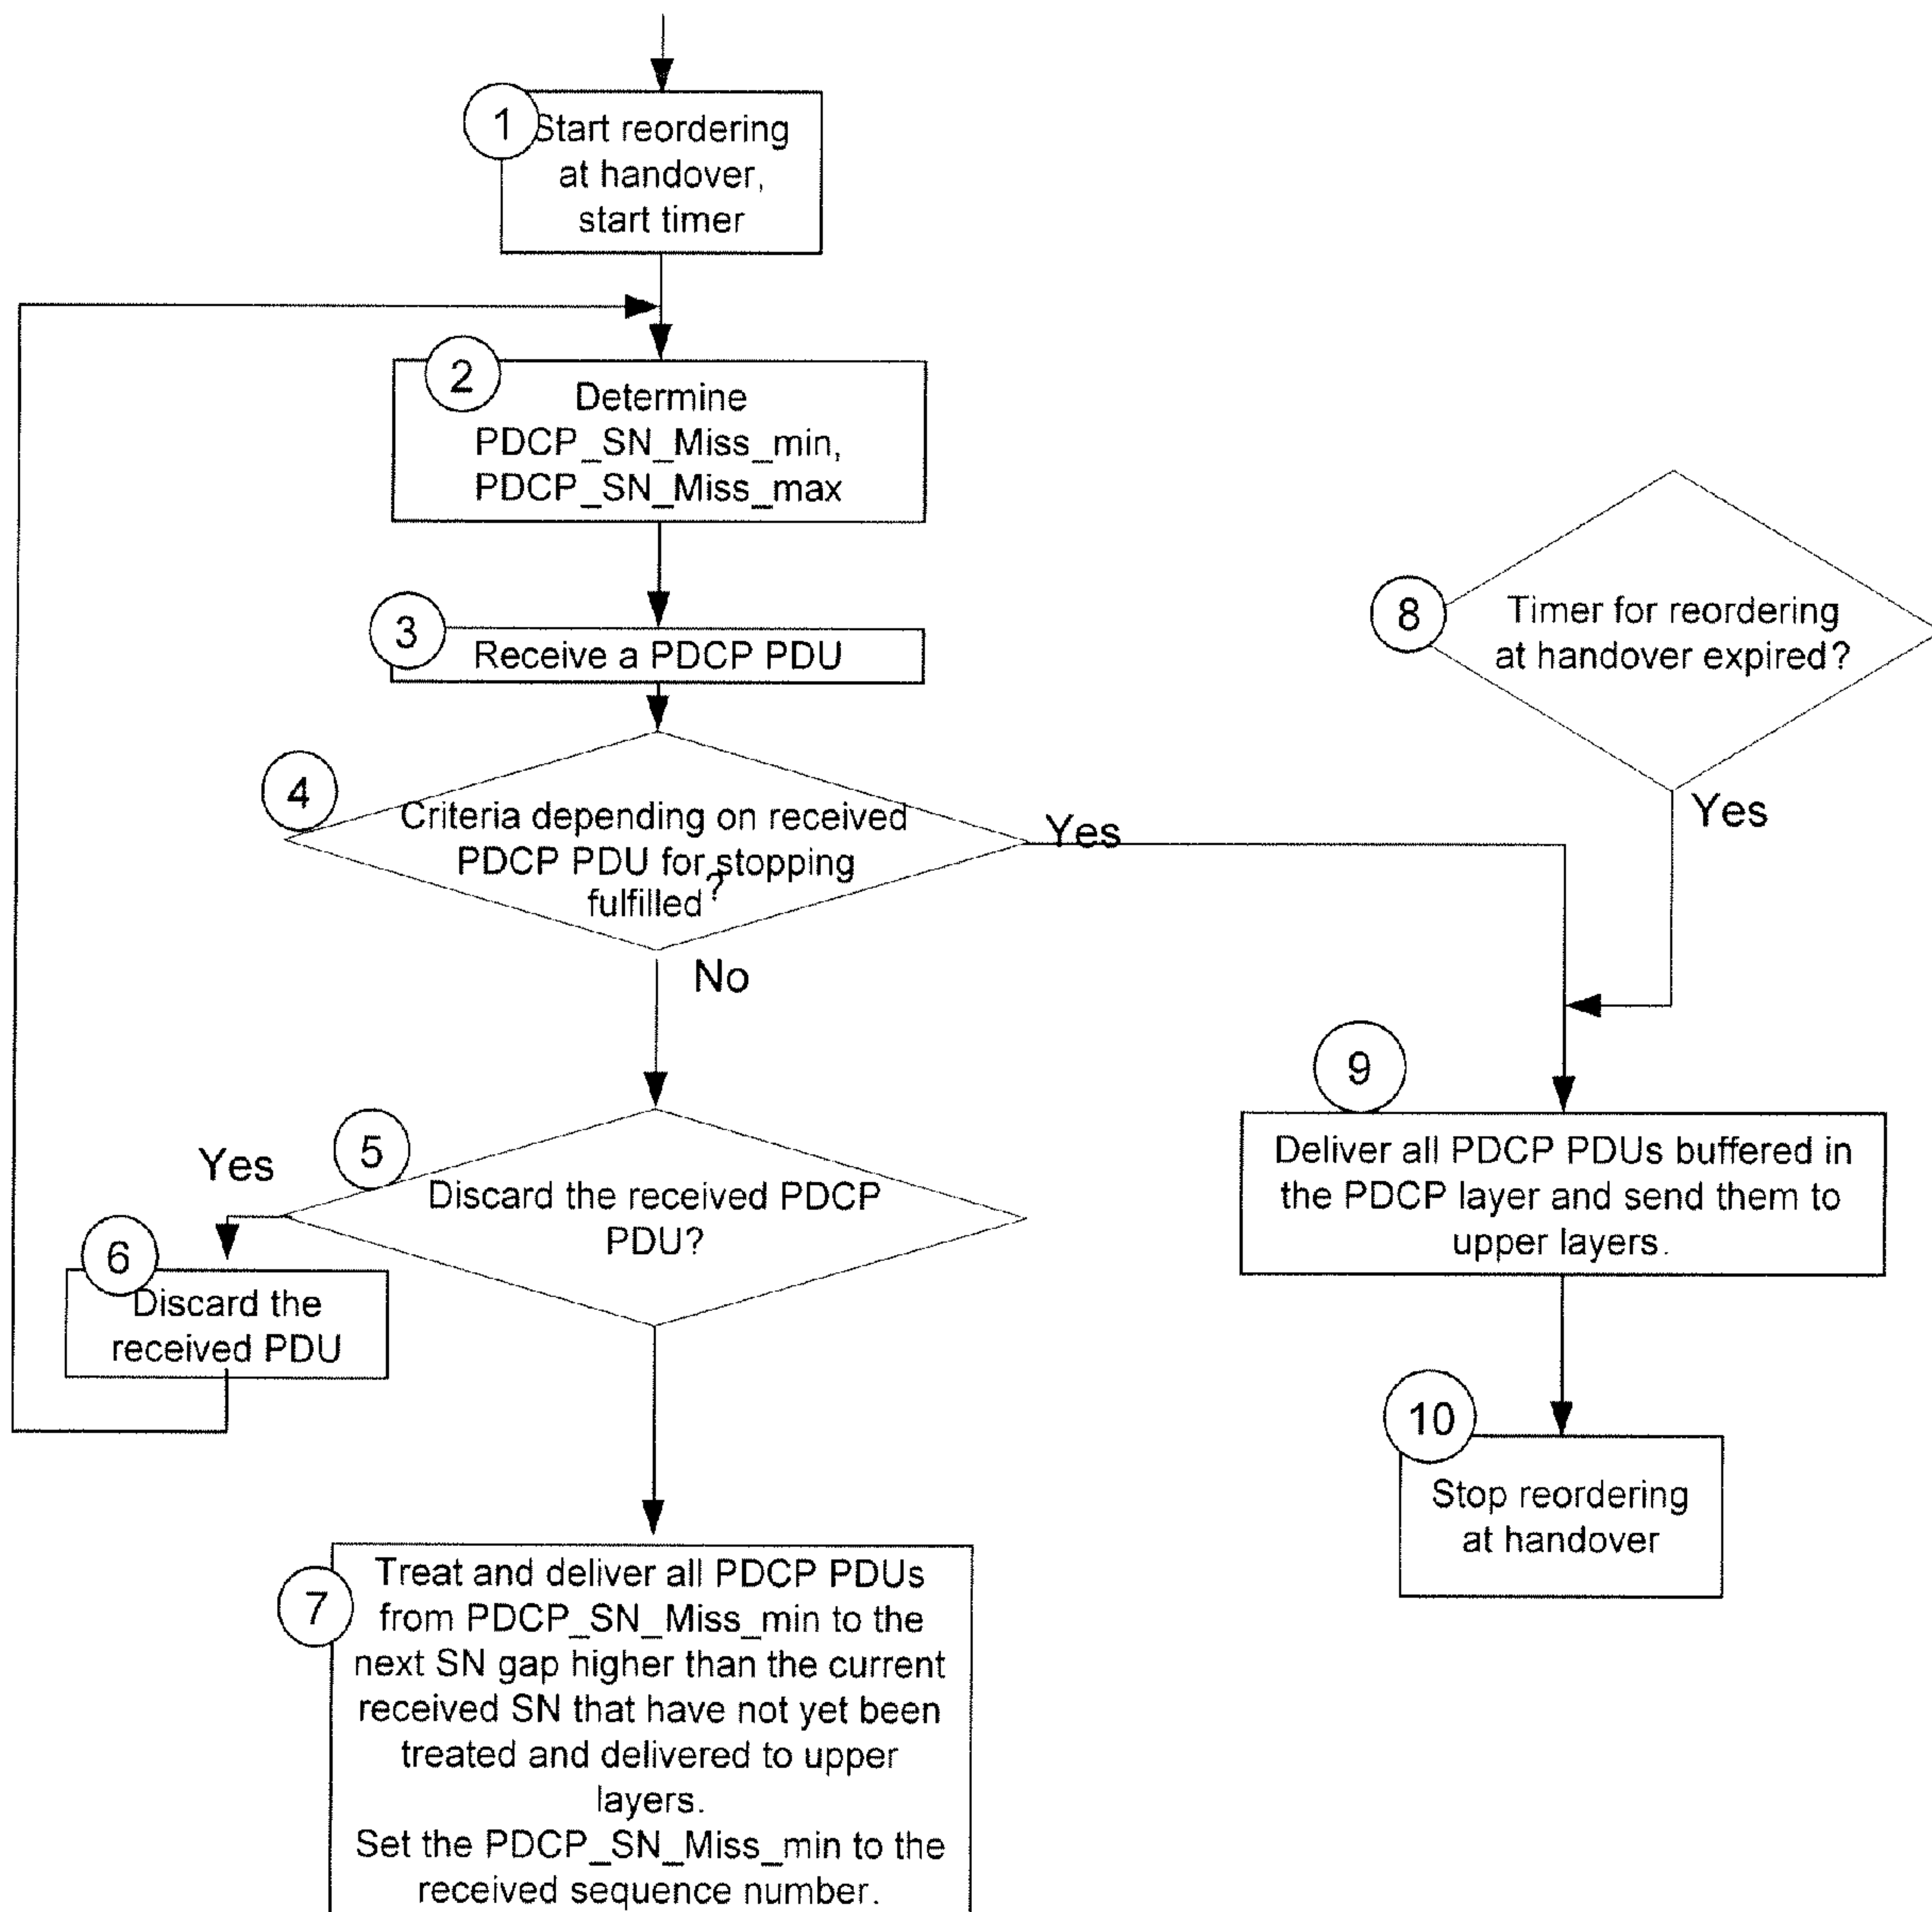 1
Start reordering
at handover,
start timer
2
Determine
PDCP_SN_Miss_min,
PDCP_SN_Miss_max
3
Receive a PDCP PDU
4
Criteria depending on received
PDCP PDU for stopping
fulfilled?
Yes
No
5
Discard the received PDCP
PDU?
Yes
6
Discard the
received PDU
7
Treat and deliver all PDCP PDUs
from PDCP_SN_Miss_min to the
next SN gap higher than the current
received SN that have not yet been
treated and delivered to upper
layers.
Set the PDCP_SN_Miss_min to the
received sequence number.
8
Timer for reordering
at handover expired?
Yes
9
Deliver all PDCP PDUs buffered in
the PDCP layer and send them to
upper layers.
10
Stop reordering
at handover